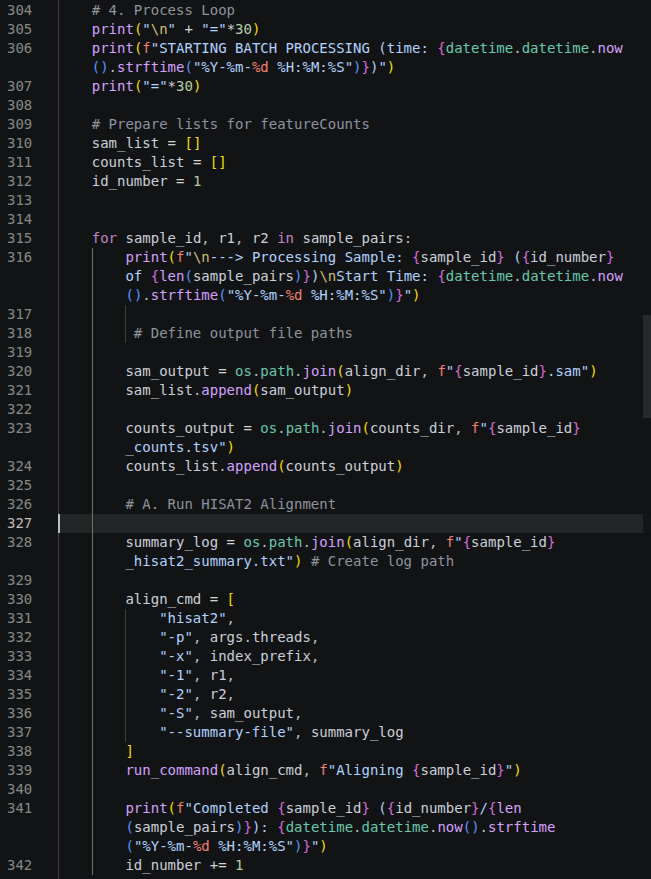 304 # 4. Process Loop
305 print("\n" + "="*30)
306 print(f"STARTING BATCH PROCESSING (time: {datetime.datetime.now
().strftime("%Y-%m-%d %H:%M:%S")})")
307 print("="*30)
308
309 # Prepare lists for featureCounts
310 sam_list = []
311 counts_list = []
312 id_number = 1
313
314
315 for sample_id, r1, r2 in sample_pairs:
316 print(f"\n---> Processing Sample: {sample_id} ({id_number}
of {len(sample_pairs)})\nStart Time: {datetime.datetime.now
().strftime("%Y-%m-%d %H:%M:%S")}")
317
318 # Define output file paths
319
320 sam_output = os.path.join(align_dir, f"{sample_id}.sam")
321 sam_list.append(sam_output)
322
323 counts_output = os.path.join(counts_dir, f"{sample_id}
_counts.tsv")
324 counts_list.append(counts_output)
325
326 # A. Run HISAT2 Alignment
327
328 summary_log = os.path.join(align_dir, f"{sample_id}
_hisat2_summary.txt") # Create log path
329
330 align_cmd = [
331 "hisat2",
332 "-p", args.threads,
333 "-x", index_prefix,
334 "-1", r1,
335 "-2", r2,
336 "-S", sam_output,
337 "--summary-file", summary_log
338 ]
339 run_command(align_cmd, f"Aligning {sample_id}")
340
341 print(f"Completed {sample_id} ({id_number}/{len
(sample_pairs)}): {datetime.datetime.now().strftime
("%Y-%m-%d %H:%M:%S")}")
342 id_number += 1